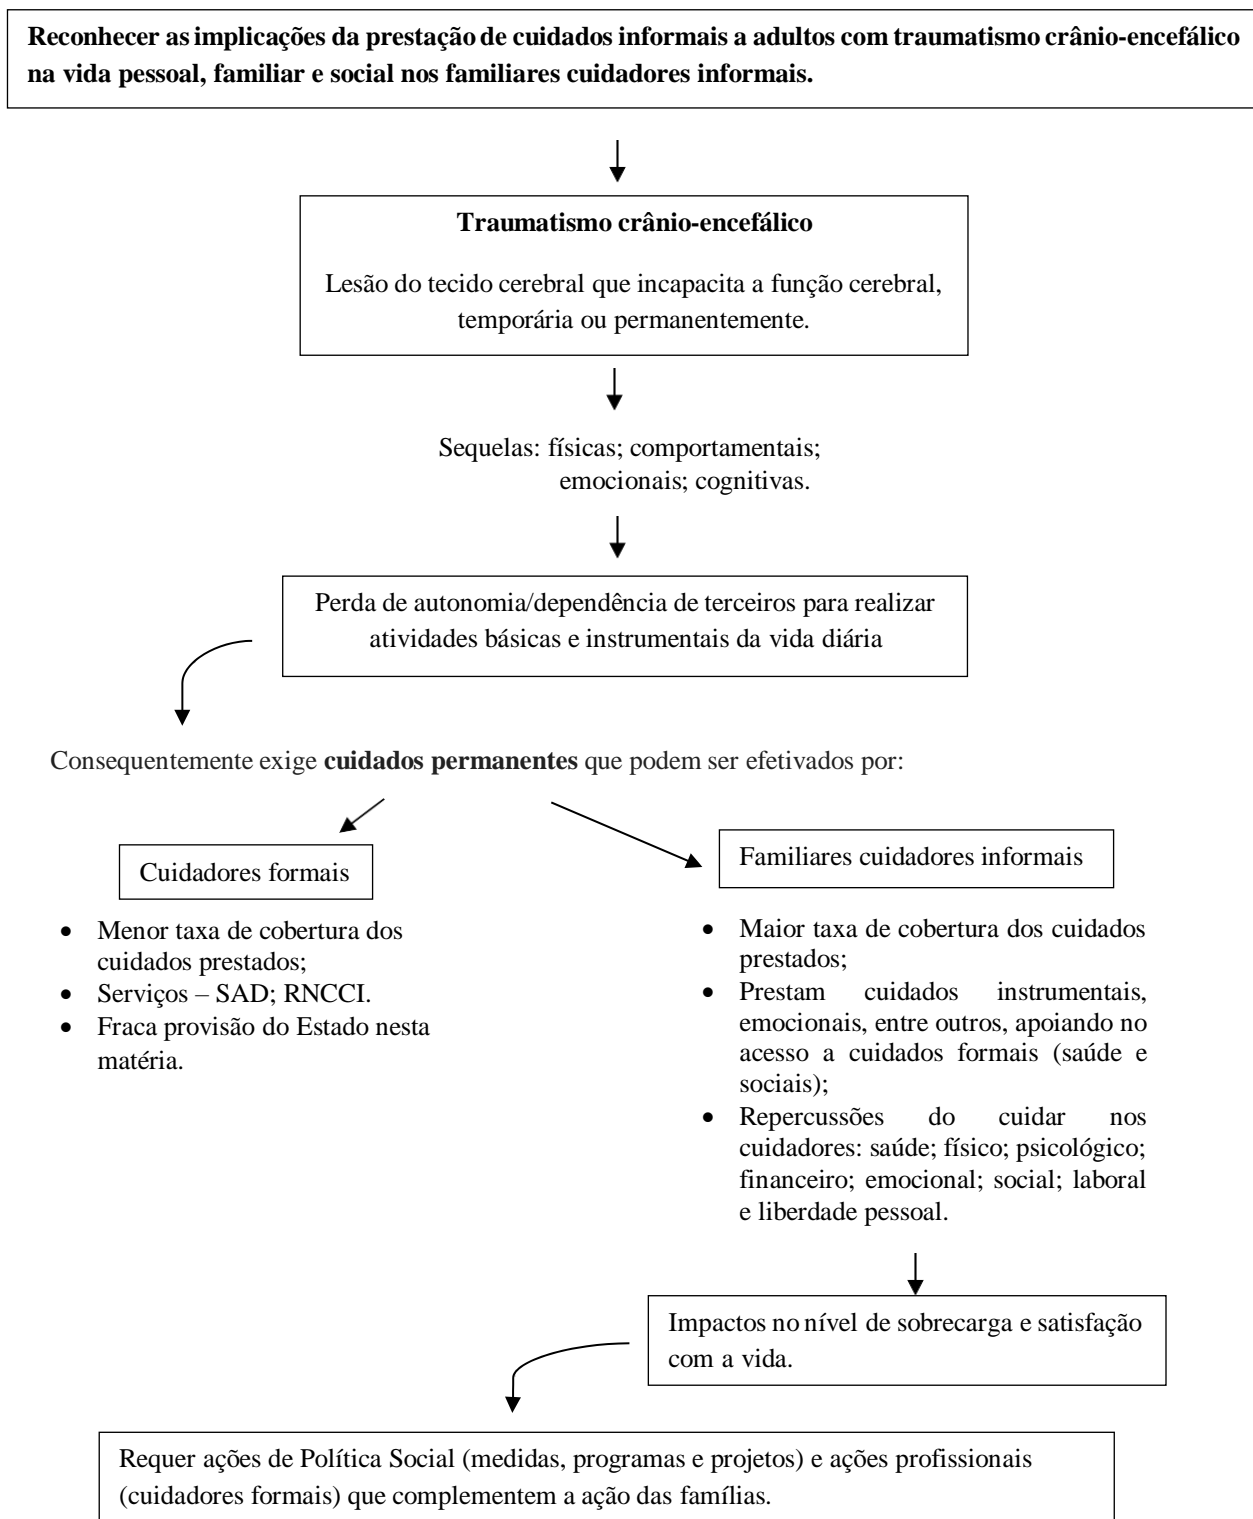 Reconhecer as implicações da prestação de cuidados informais a adultos com traumatismo crânio-encefálico
na vida pessoal, familiar e social nos familiares cuidadores informais.
Traumatismo crânio-encefálico
Lesão do tecido cerebral que incapacita a função cerebral,
temporária ou permanentemente.
Sequelas: físicas; comportamentais;
emocionais; cognitivas.
Perda de autonomia/dependência de terceiros para realizar
atividades básicas e instrumentais da vida diária
Consequentemente exige cuidados permanentes que podem ser efetivados por:
Cuidadores formais
• Menor taxa de cobertura dos
cuidados prestados;
• Serviços – SAD; RNCCI.
• Fraca provisão do Estado nesta
matéria.
Familiares cuidadores informais
• Maior taxa de cobertura dos cuidados
prestados;
• Prestam cuidados instrumentais,
emocionais, entre outros, apoiando no
acesso a cuidados formais (saúde e
sociais);
• Repercussões do cuidar nos
cuidadores: saúde; físico; psicológico;
financeiro; emocional; social; laboral
e liberdade pessoal.
Impactos no nível de sobrecarga e satisfação
com a vida.
Requer ações de Política Social (medidas, programas e projetos) e ações profissionais
(cuidadores formais) que complementem a ação das famílias.